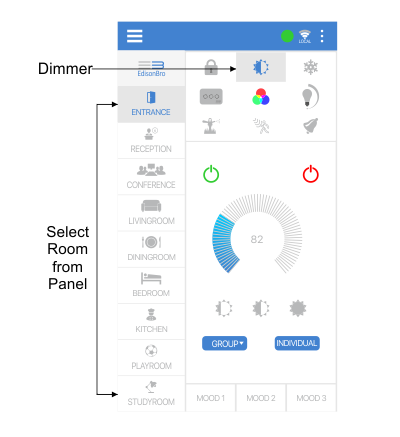 LOCAL
Dimmer
EdisonBro
ENTRANCE
RECEPTION
CONFERENCE
LIVINGROOM
DININGROOM
BEDROOM
KITCHEN
PLAYROOM
STUDYROOM
Select
Room
from
Panel
82
GROUP
INDIVIDUAL
MOOD 1
MOOD 2
MOOD 3